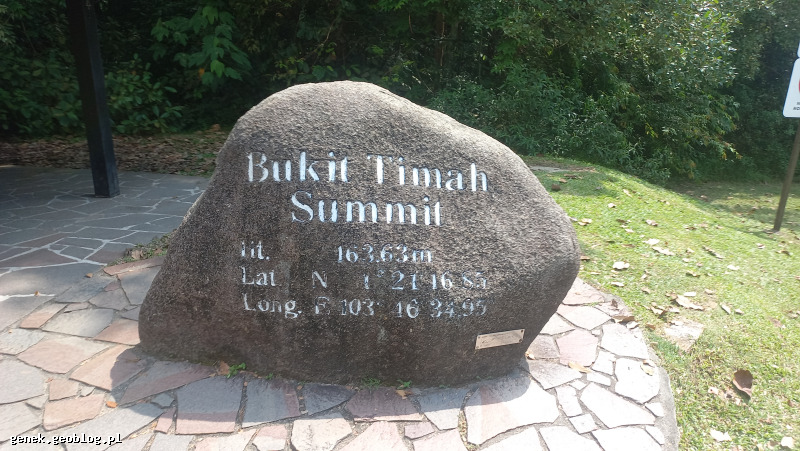 Bukit Timah
Summit
Ht. 163.63m
Lat N 1° 21 16.85
Long. E 103° 46 34.95
genek.geoblog.pl